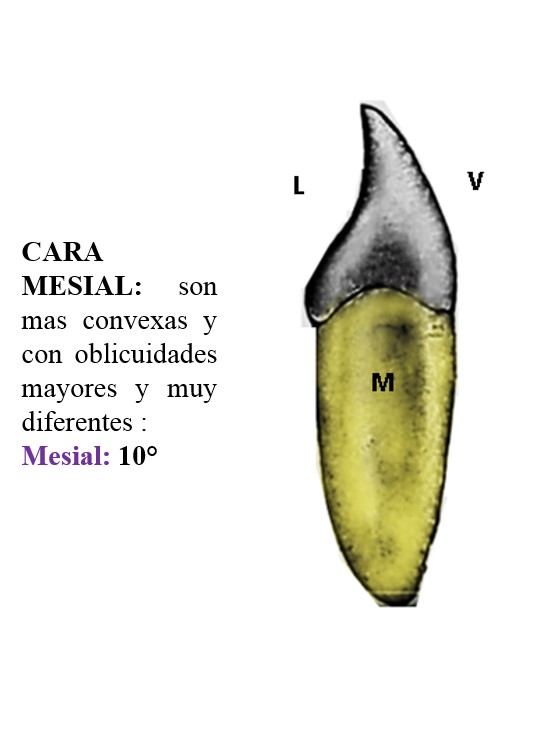 CARA
MESIAL: son
mas convexas y
con oblicuidades
mayores y muy
diferentes :
Mesial: 10°
L
V
M